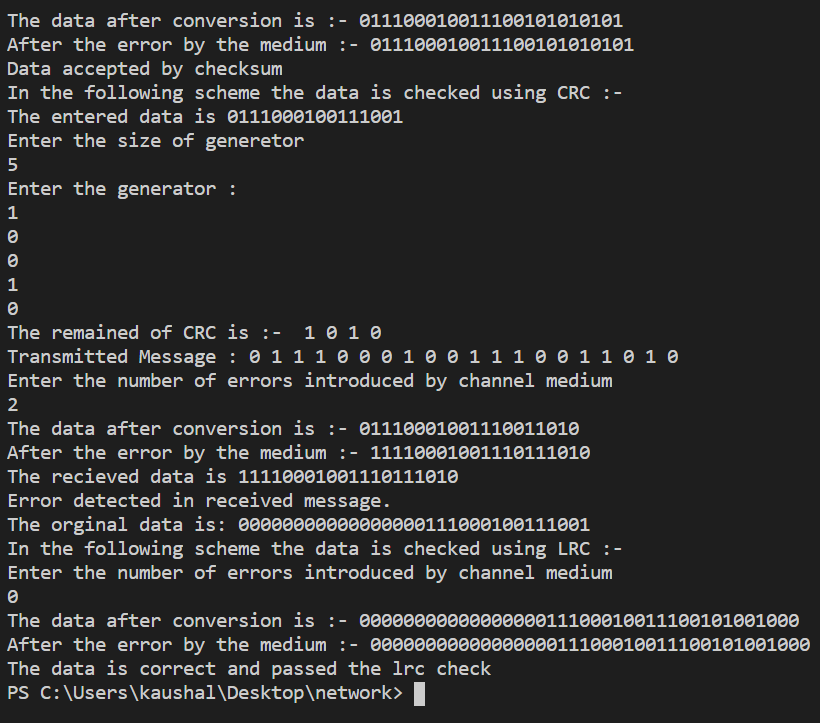 The data after conversion is :- 011100010011100101010101
After the error by the medium :- 011100010011100101010101
Data accepted by checksum
In the following scheme the data is checked using CRC :-
The entered data is 0111000100111001
Enter the size of generetor
5
Enter the generator :
1
0
0
1
0
The remained of CRC is :-  1 0 1 0
Transmitted Message : 0 1 1 1 0 0 0 1 0 0 1 1 1 0 0 1 1 0 1 0
Enter the number of errors introduced by channel medium
2
The data after conversion is :- 01110001001110011010
After the error by the medium :- 11110001001110111010
The recieved data is 11110001001110111010
Error detected in received message.
The orginal data is: 00000000000000000111000100111001
In the following scheme the data is checked using LRC :-
Enter the number of errors introduced by channel medium
0
The data after conversion is :- 0000000000000000011100010011100101001000
After the error by the medium :- 0000000000000000011100010011100101001000
The data is correct and passed the lrc check
PS C:\Users\kaushal\Desktop\network>